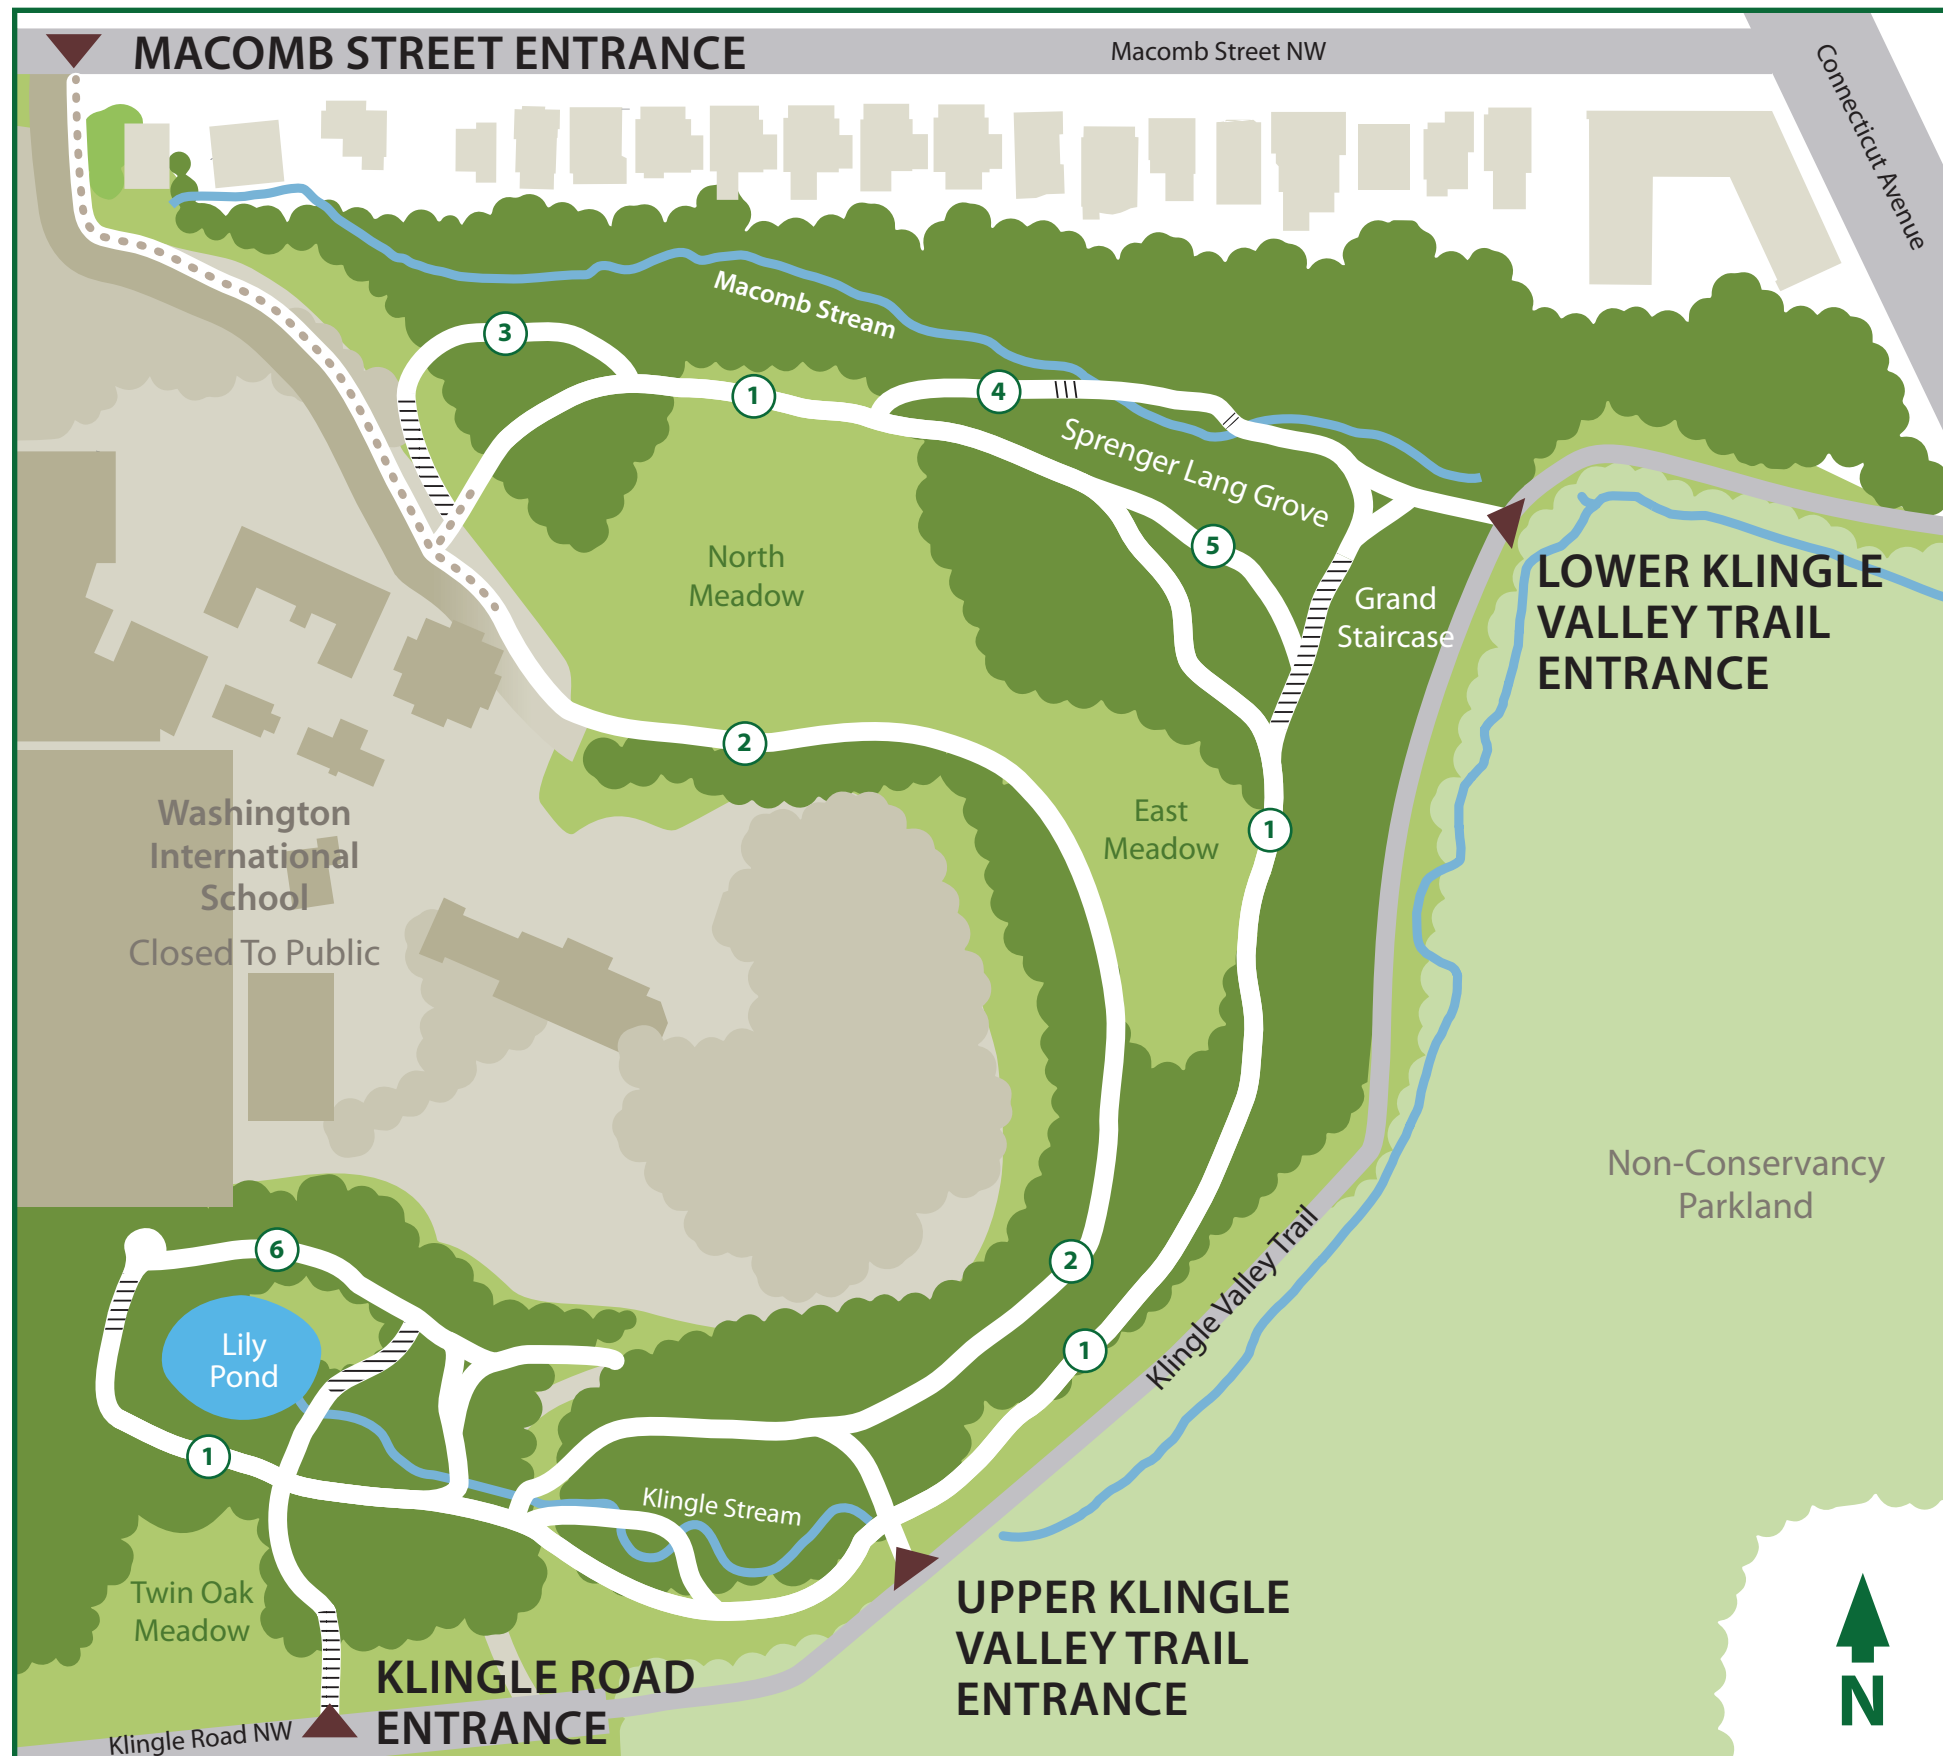 MACOMB STREET ENTRANCE
Macomb Street NW
Connecticut Avenue
Macomb Stream
3
1
4
Sprenger Lang Grove
5
North
Meadow
Grand
Staircase
LOWER KLINGLE
VALLEY TRAIL
ENTRANCE
2
East
Meadow
1
Washington
International
School
Closed To Public
Non-Conservancy
Parkland
6
2
Klingle Valley Trail
Lily
Pond
1
1
Klingle Stream
Twin Oak
Meadow
UPPER KLINGLE
VALLEY TRAIL
ENTRANCE
KLINGLE ROAD
ENTRANCE
Klingle Road NW
N